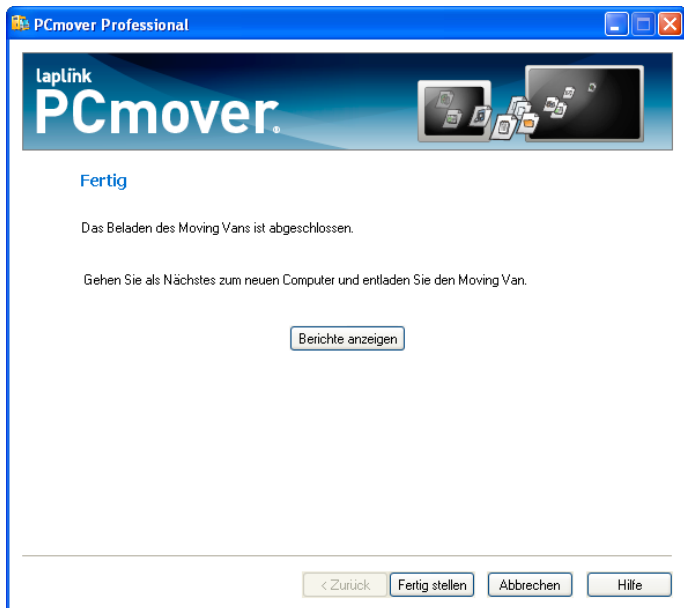 PCmover Professional
laplink
PCmover®
Fertig
Das Beladen des Moving Vans ist abgeschlossen.
Gehen Sie als Nächstes zum neuen Computer und entladen Sie den Moving Van.
Berichte anzeigen
< Zurück Fertig stellen Abbrechen Hilfe